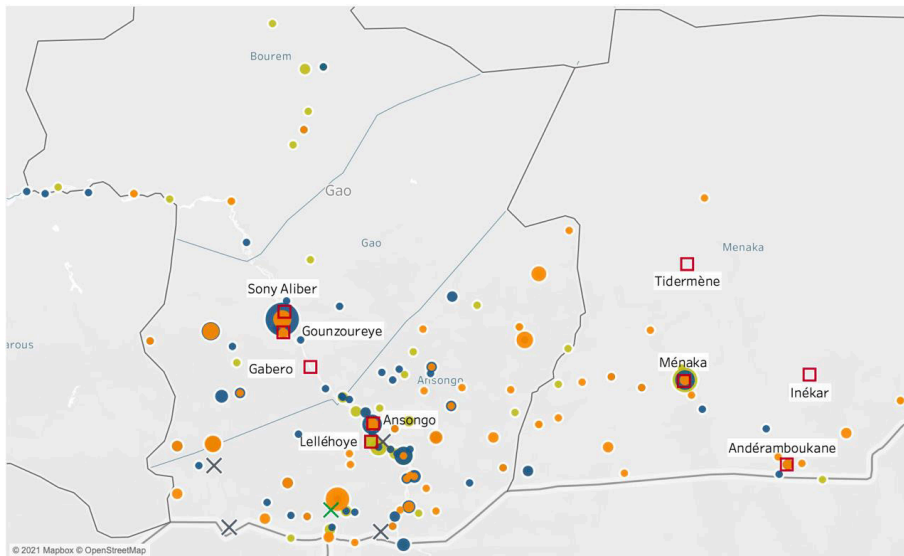 Bourem
Gao
Gao
Menaka
Tidermène
Sony Aliber
Gounzoureye
arous
Gabero
Ménaka
Inékar
Ansongo
Ansongo
Lelléhoye
Andéramboukane
© 2021 Mapbox © OpenStreetMap